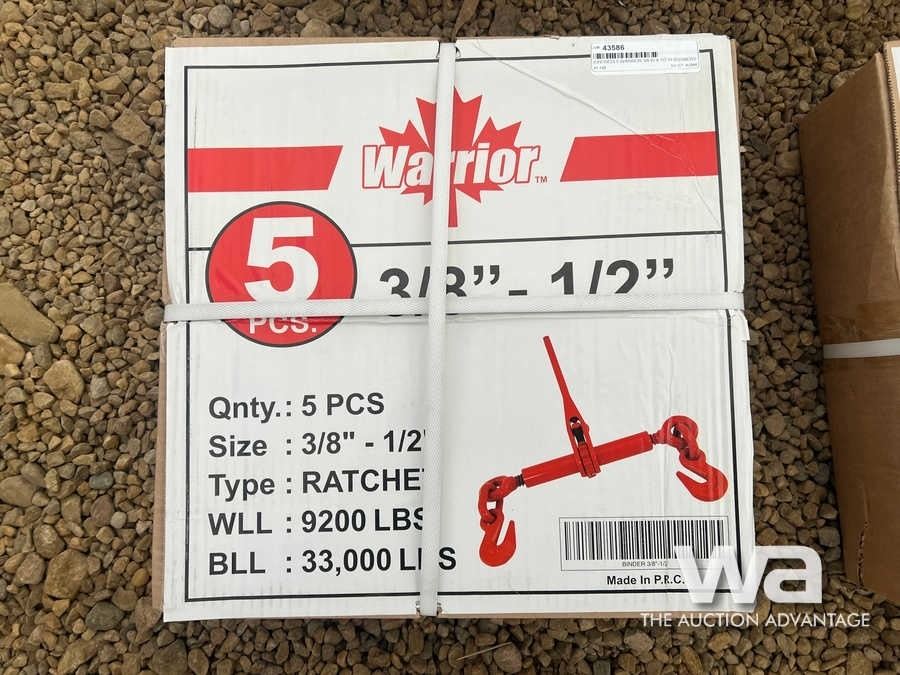 43586
Warrior TM
5
PCS.
3/8” - 1/2”
Qnty.: 5 PCS
Size : 3/8" - 1/2"
Type : RATCHET
WLL : 9200 LBS
BLL : 33,000 LBS
BINDER 3/8"-1/2
Made In P.R.C.
wa
THE AUCTION ADVANTAGE